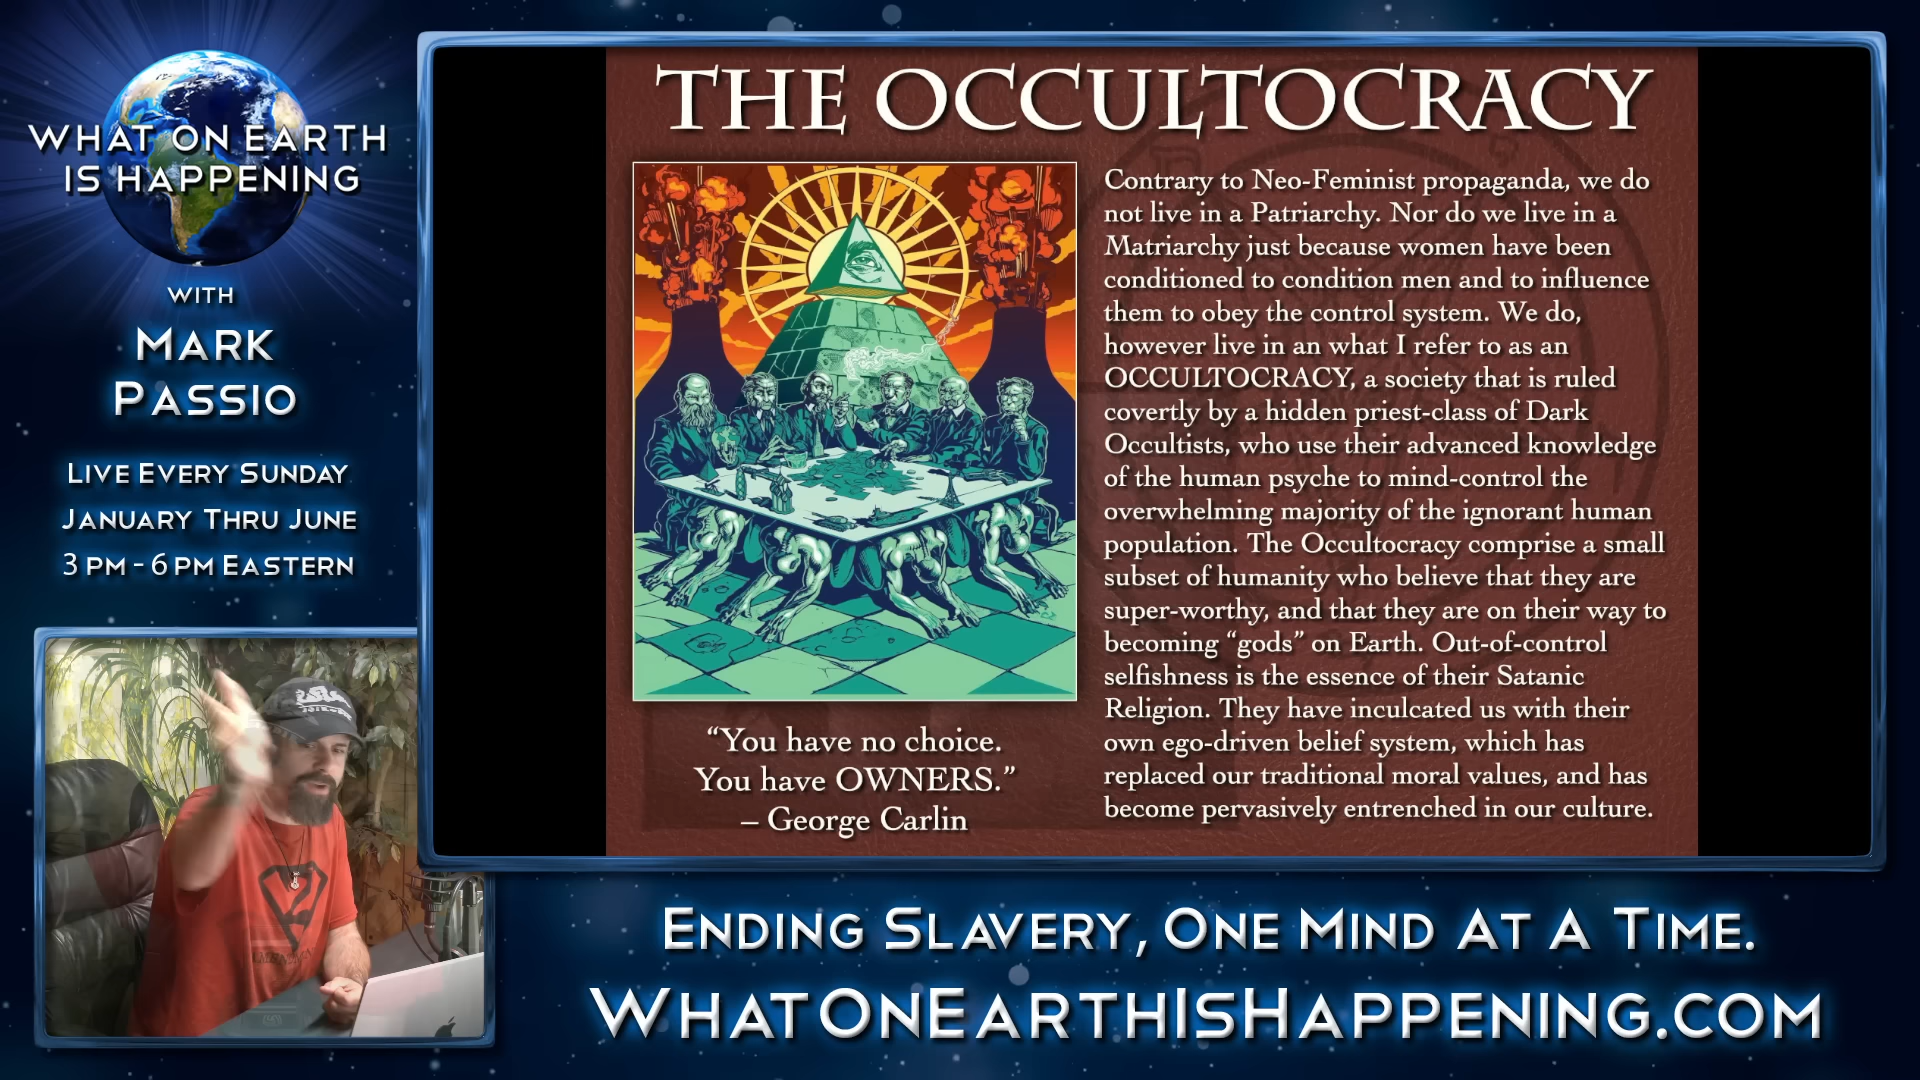 WHAT ON EARTH
IS HAPPENING
WITH
MARK
PASSIO
LIVE EVERY SUNDAY
JANUARY THRU JUNE
3 PM - 6 PM EASTERN
THE OCCULTOCRACY
Contrary to Neo-Feminist propaganda, we do
not live in a Patriarchy. Nor do we live in a
Matriarchy just because women have been
conditioned to condition men and to influence
them to obey the control system. We do,
however live in an what I refer to as an
OCCULTOCRACY, a society that is ruled
covertly by a hidden priest-class of Dark
Occultists, who use their advanced knowledge
of the human psyche to mind-control the
overwhelming majority of the ignorant human
population. The Occultocracy comprise a small
subset of humanity who believe that they are
super-worthy, and that they are on their way to
becoming “gods” on Earth. Out-of-control
selfishness is the essence of their Satanic
Religion. They have inculcated us with their
own ego-driven belief system, which has
replaced our traditional moral values, and has
become pervasively entrenched in our culture.
“You have no choice.
You have OWNERS.”
– George Carlin
ENDING SLAVERY, ONE MIND AT A TIME.
WHATONEARTHISHAPPENING.COM